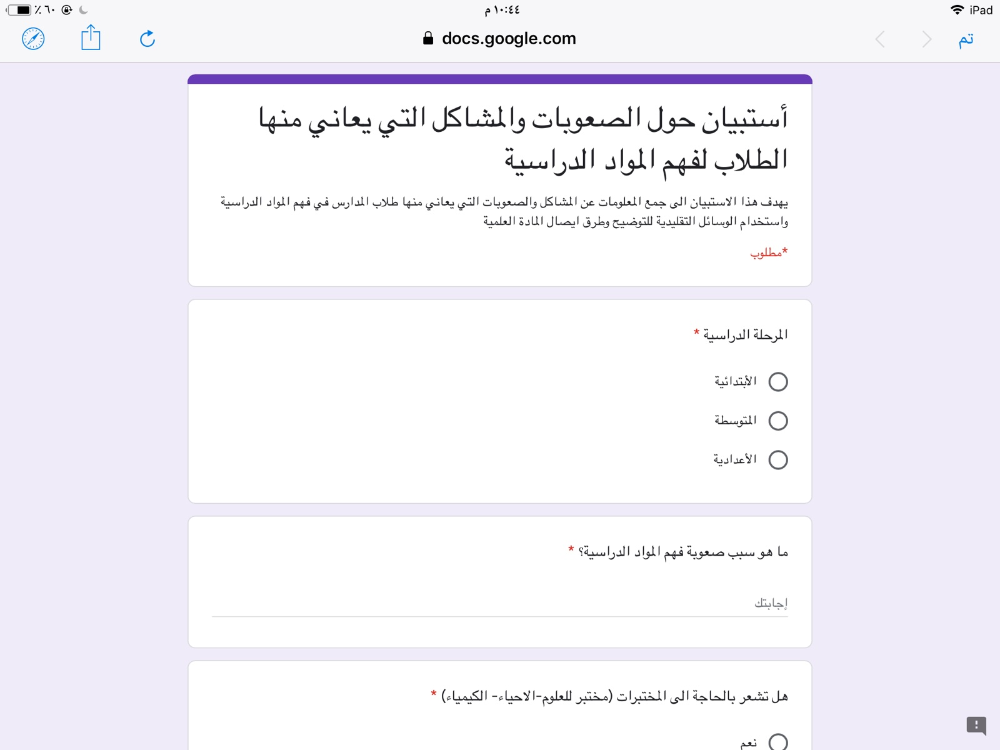 ٪ ٦٠
١٠:٤٤ م
iPad
docs.google.com
تم
أستبيان حول الصعوبات والمشاكل التي يعاني منها
الطلاب لفهم المواد الدراسية
يهدف هذا الاستبيان الى جمع المعلومات عن المشاكل والصعوبات التي يعاني منها طلاب المدارس في فهم المواد الدراسية
واستخدام الوسائل التقليدية للتوضيح وطرق ايصال المادة العلمية
*مطلوب
المرحلة الدراسية *
الأبتدائية
المتوسطة
الأعدادية
ما هو سبب صعوبة فهم المواد الدراسية؟ *
إجابتك
هل تشعر بالحاجة الى المختبرات (مختبر للعلوم-الاحياء- الكيمياء) *
نعم